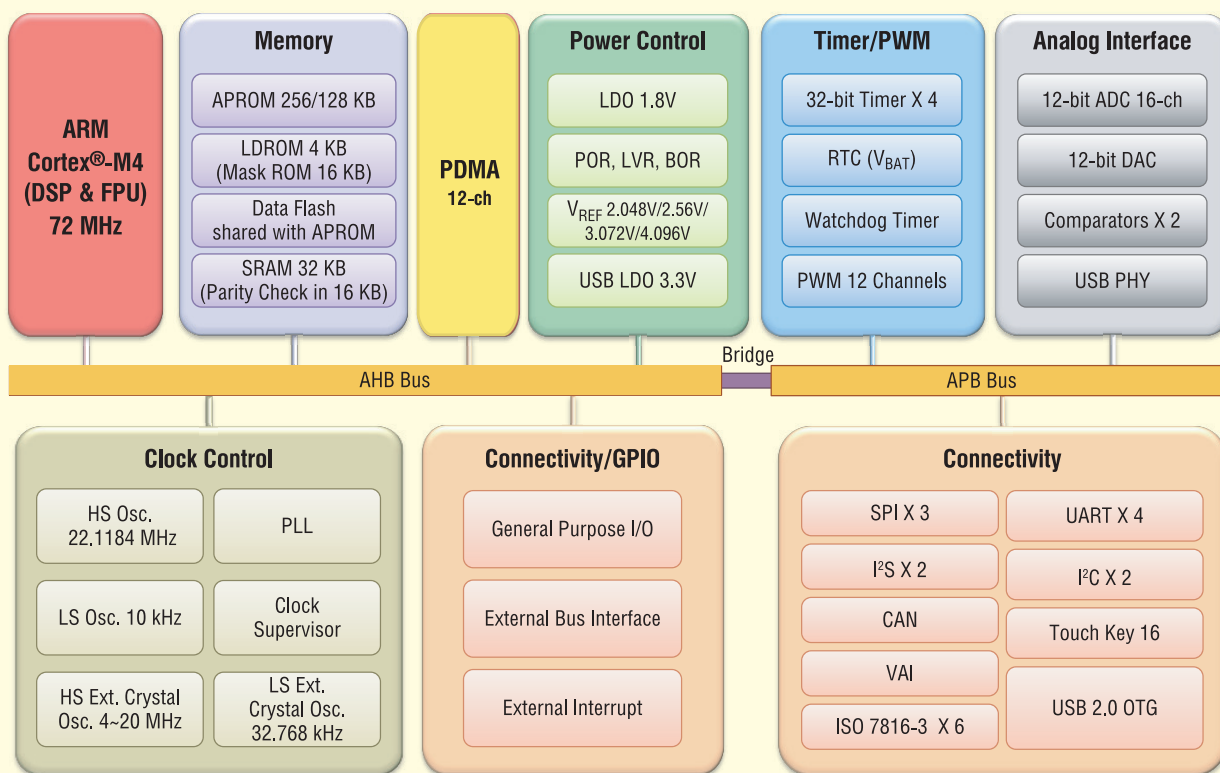 ARM
Cortex®-M4
(DSP & FPU)
72 MHz
Memory
APROM 256/128 KB
LDROM 4 KB
(Mask ROM 16 KB)
Data Flash
shared with APROM
SRAM 32 KB
(Parity Check in 16 KB)
PDMA
12-ch
Power Control
LDO 1.8V
POR, LVR, BOR
VREF 2.048V/2.56V/
3.072V/4.096V
USB LDO 3.3V
Timer/PWM
32-bit Timer X 4
RTC (VBAT)
Watchdog Timer
PWM 12 Channels
Analog Interface
12-bit ADC 16-ch
12-bit DAC
Comparators X 2
USB PHY
AHB Bus
Bridge
APB Bus
Clock Control
HS Osc.
22.1184 MHz
PLL
LS Osc. 10 kHz
Clock
Supervisor
HS Ext. Crystal
Osc. 4~20 MHz
LS Ext.
Crystal Osc.
32.768 kHz
Connectivity/GPIO
General Purpose I/O
External Bus Interface
External Interrupt
Connectivity
SPI X 3
I²S X 2
CAN
VAI
ISO 7816-3 X 6
UART X 4
I²C X 2
Touch Key 16
USB 2.0 OTG